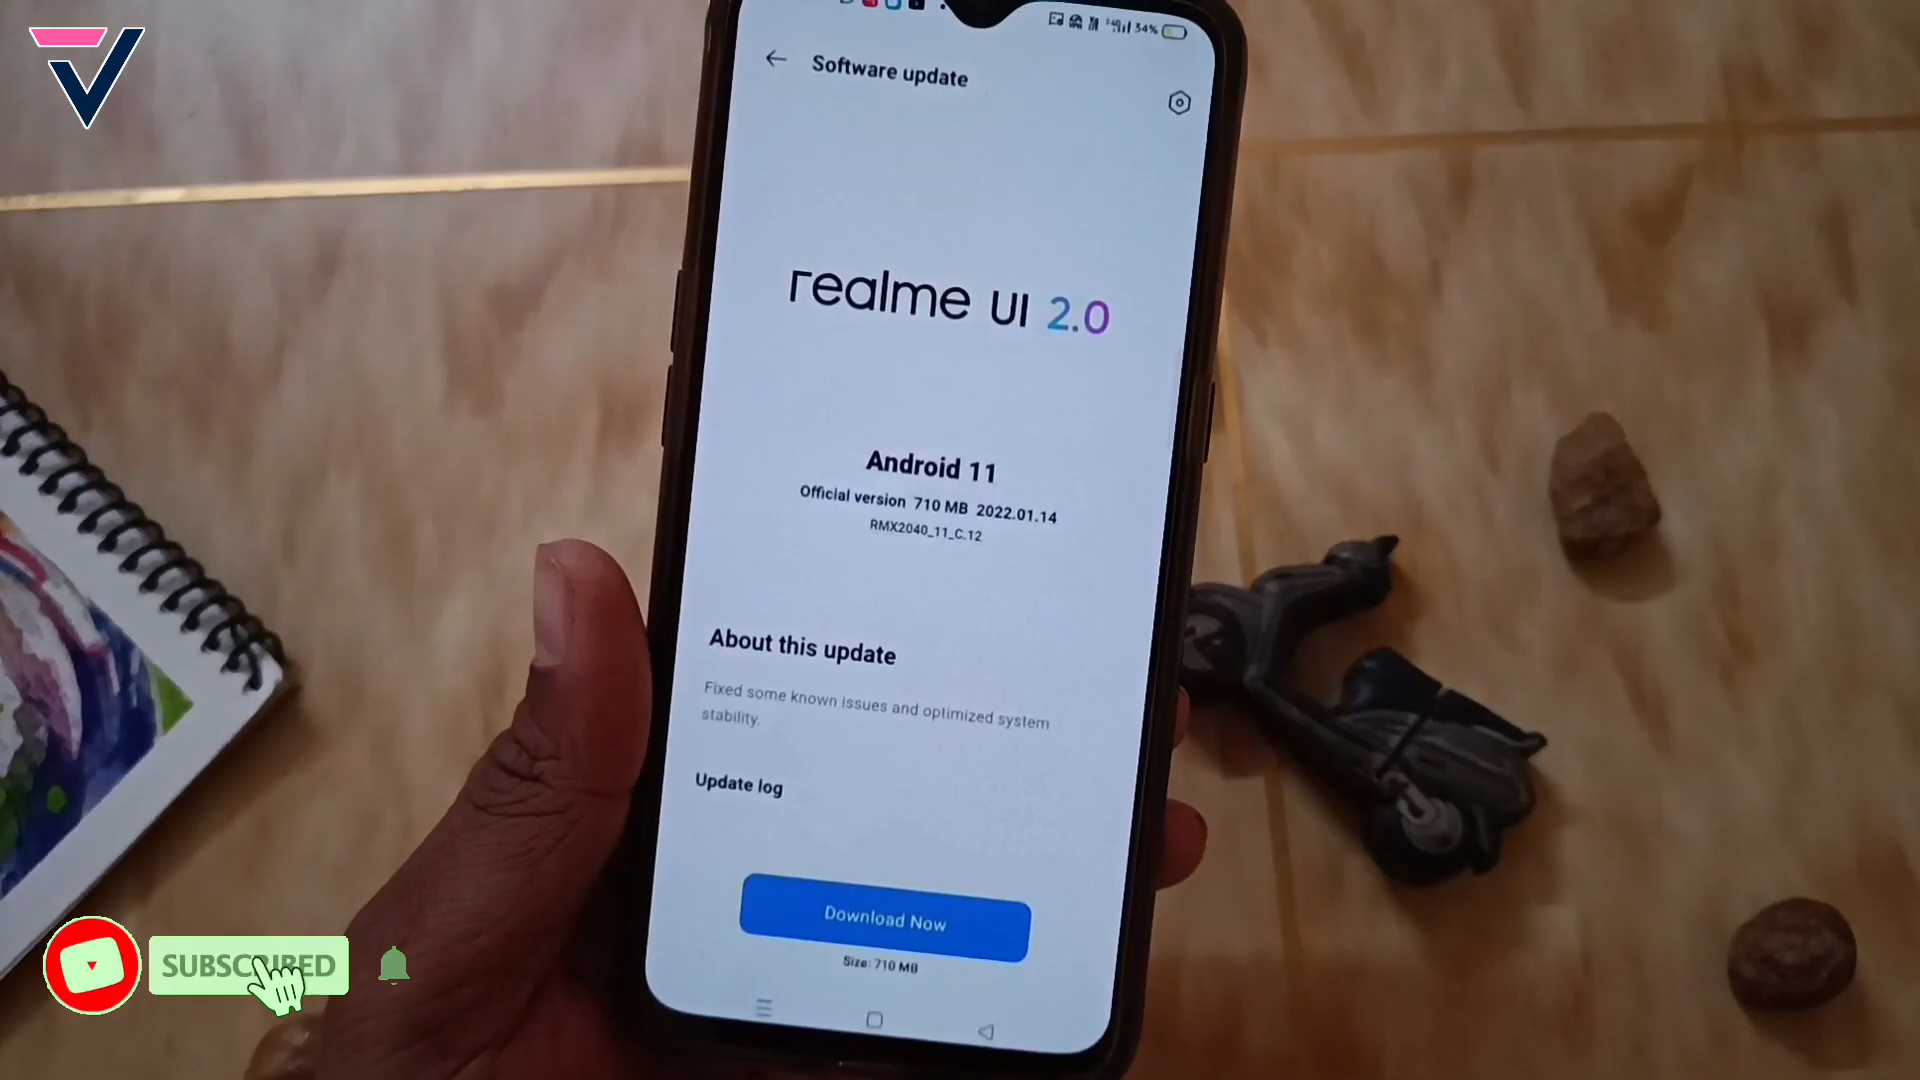 54%
Software update
realme UI 2.0
Android 11
Official version 710 MB 2022.01.14
RMX2040_11_C.12
About this update
Fixed some known issues and optimized system
stability.
Update log
Download Now
Size: 710 MB
SUBSCRIBED